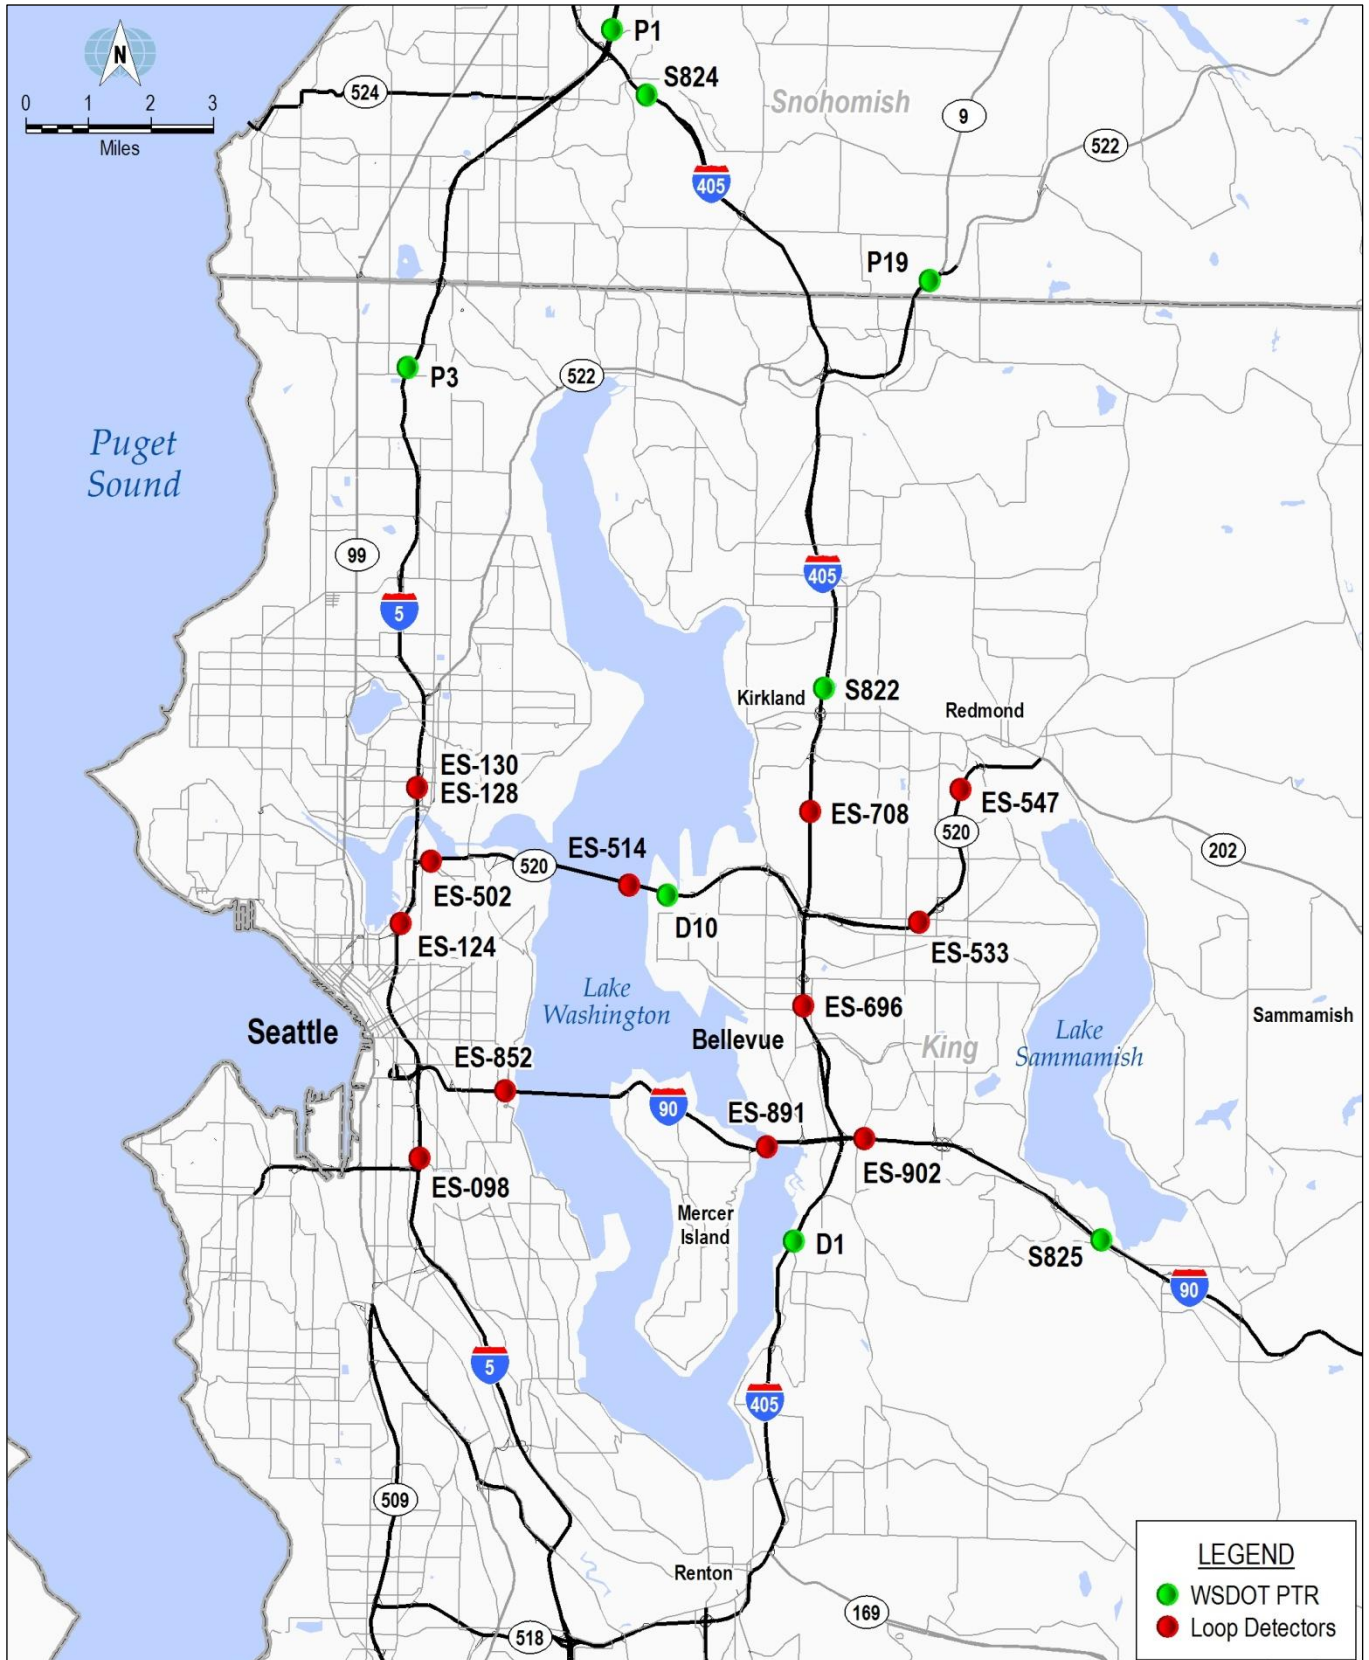 P1
N
S824
0 1 2 3
Miles
524
Snohomish
9
522
405
P19
P3
522
Puget
Sound
99
405
5
S822
Kirkland
Redmond
ES-130
ES-128
ES-547
ES-708
520
ES-514
520
202
ES-502
D10
ES-124
ES-533
Lake
Washington
ES-696
Sammamish
Seattle
Bellevue
Lake
Sammamish
King
ES-852
90
ES-891
ES-902
ES-098
Mercer
Island
D1
S825
90
5
405
509
LEGEND
WSDOT PTR
Loop Detectors
Renton
169
518